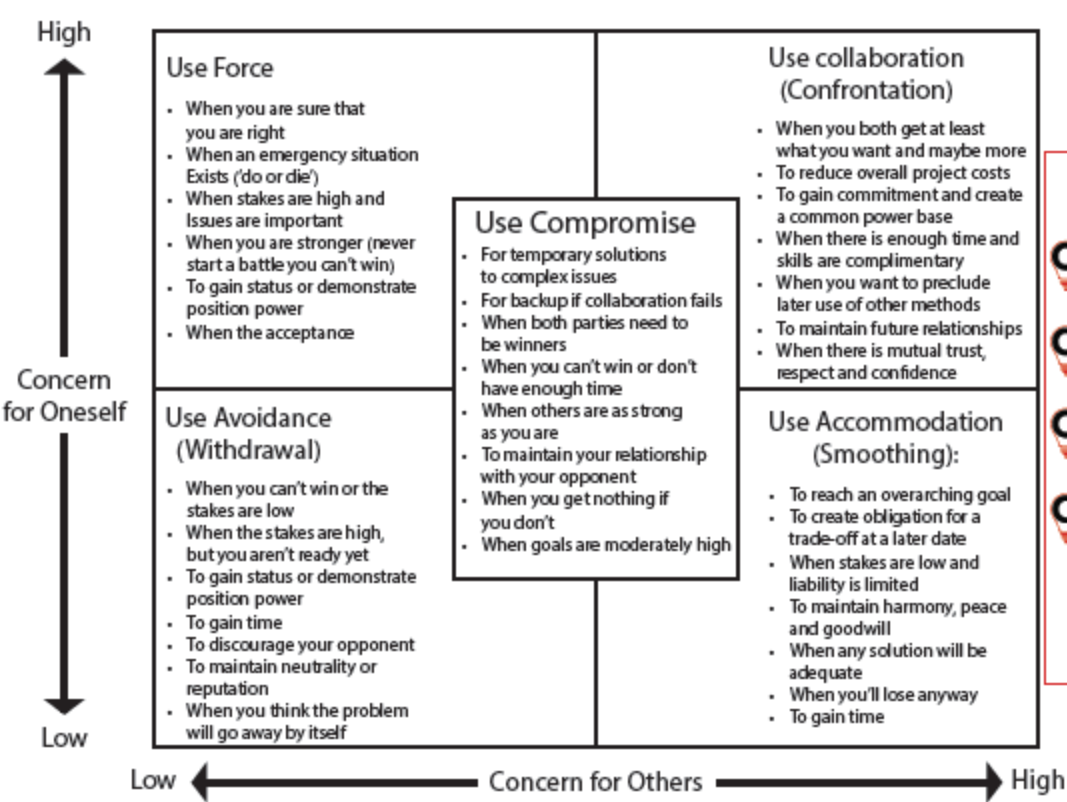 High
Use Force
• When you are sure that
you are right
• When an emergency situation
Exists ('do or die')
• When stakes are high and
Issues are important
• When you are stronger (never
start a battle you can't win)
• To gain status or demonstrate
position power
• When the acceptance
Use collaboration
(Confrontation)
• When you both get at least
what you want and maybe more
• To reduce overall project costs
• To gain commitment and create
a common power base
• When there is enough time and
skills are complimentary
• When you want to preclude
later use of other methods
• To maintain future relationships
• When there is mutual trust,
respect and confidence
Use Compromise
• For temporary solutions
to complex issues
• For backup if collaboration fails
• When both parties need to
be winners
• When you can't win or don't
have enough time
• When others are as strong
as you are
• To maintain your relationship
with your opponent
• When you get nothing if
you don't
• When goals are moderately high
Concern
for Oneself
Use Avoidance
(Withdrawal)
• When you can't win or the
stakes are low
• When the stakes are high,
but you aren't ready yet
• To gain status or demonstrate
position power
• To gain time
• To discourage your opponent
• To maintain neutrality or
reputation
• When you think the problem
will go away by itself
Use Accommodation
(Smoothing):
• To reach an overarching goal
• To create obligation for a
trade-off at a later date
• When stakes are low and
liability is limited
• To maintain harmony, peace
and goodwill
• When any solution will be
adequate
• When you'll lose anyway
• To gain time
Low
Low
Concern for Others
High